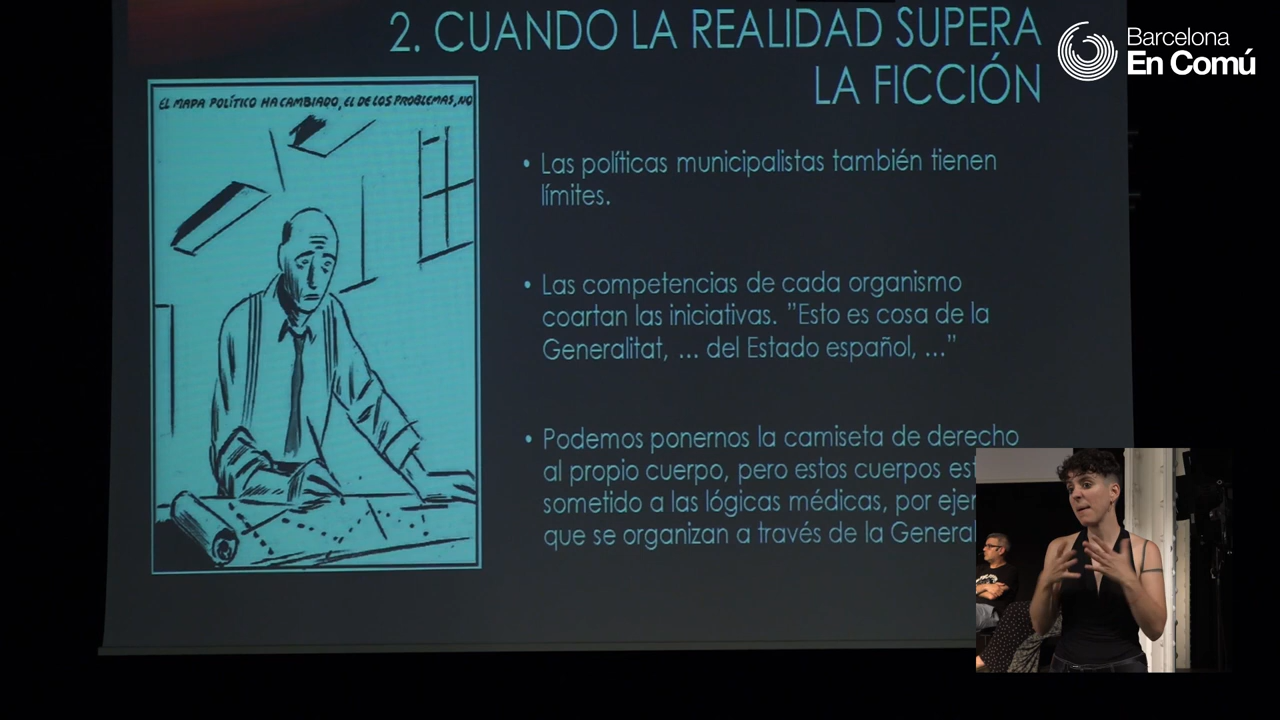 2. CUANDO LA REALIDAD SUPERA
LA FICCIÓN
Barcelona
En Comú
EL MAPA POLÍTICO HA CAMBIADO, EL DE LOS PROBLEMAS, NO
• Las políticas municipalistas también tienen
límites.
• Las competencias de cada organismo
coartan las iniciativas. ”Esto es cosa de la
Generalitat, ... del Estado español, ...”
• Podemos ponernos la camiseta de derecho
al propio cuerpo, pero estos cuerpos est
sometido a las lógicas médicas, por ejer
que se organizan a través de la General